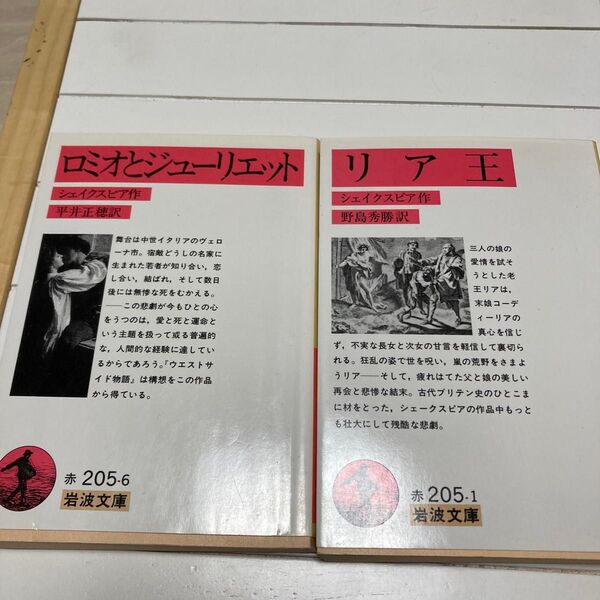 ロミオとジューリエット
シェイクスピア作
平井正穂訳
舞台は中世イタリアのヴェロ
ーナ市。宿敵どうしの名家に
生まれた若者が知り合い，恋
し合い，結ばれ，そして数日
後には無惨な死をむかえる。
――この悲劇が今もひとの心
をうつのは，愛と死と運命と
いう主題を扱って或る普遍的
な，人間的な経験に達してい
るからであろう。『ウエストサ
イド物語』は構想をこの作品
から得ている。
赤 205-6
岩波文庫
リア王
シェイクスピア作
野島秀勝訳
三人の娘の
愛情を試そ
うとした老
王リアは，
末娘コーデ
ィーリアの
真心を信じ
ず，不実な長女と次女の甘言を軽信して裏切ら
れる。狂乱の姿で世を呪い，嵐の荒野をさまよ
うリア――そして，疲れはてた父と娘の美しい
再会と悲惨な結末。古代ブリテン史のひとこま
に材をとった，シェークスピアの作品中もっと
も壮大にして残酷な悲劇。
赤 205-1
岩波文庫